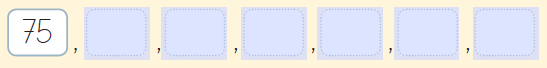 75 , , , , , ,